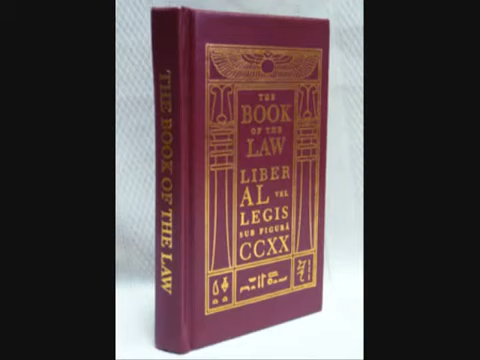 THE BOOK OF THE LAW
THE
BOOK
OF THE
LAW
LIBER
AL VEL
LEGIS
SUB FIGURÂ
CCXX